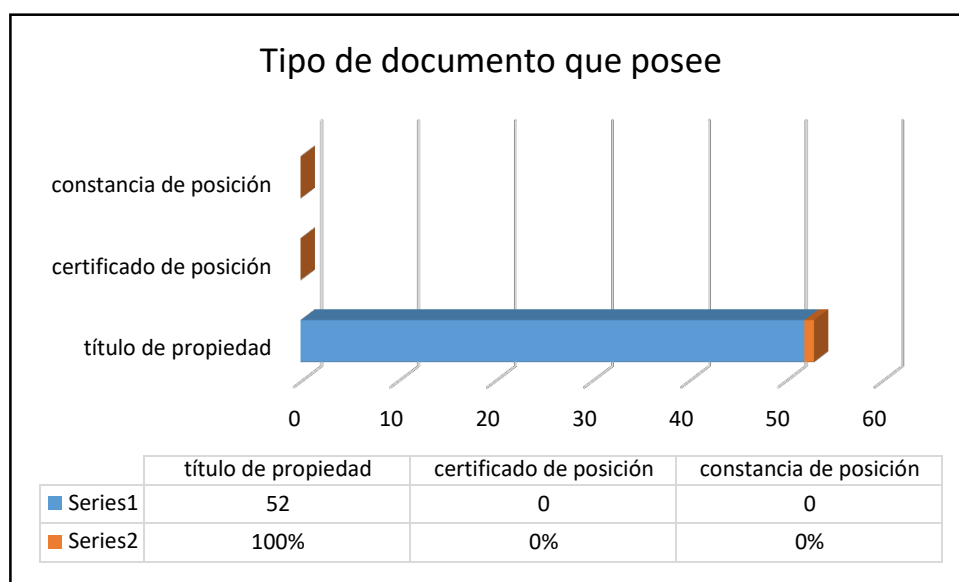 Tipo de documento que posee
constancia de posición
certificado de posición
título de propiedad
0 10 20 30 40 50 60
título de propiedad certificado de posición constancia de posición
Series1 52 0 0
Series2 100% 0% 0%